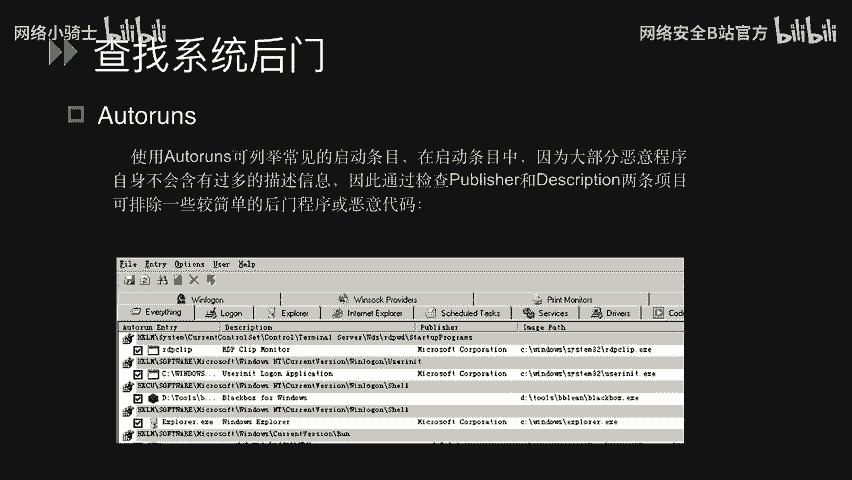 网络小骑士 bilibili
网络安全B站官方 bilibili
查找系统后门
Autoruns
使用Autoruns可列举常见的启动条目，在启动条目中，因为大部分恶意程序
自身不会含有过多的描述信息，因此通过检查Publisher和Description两条项目
可排除一些较简单的后门程序或恶意代码：
File Entry Options User Help
Winlogon Winsock Providers Print Monitors
Everything Logon Explorer Internet Explorer Scheduled Tasks Services Drivers Cod
Autorun Entry Description Publisher Image Path
HKLM\System\CurrentControlSet\Control\Terminal Server\Wds\rdpwd\StartupPrograms
rdpclip RDP Clip Monitor Microsoft Corporation c:\windows\system32\rdpclip.exe
HKLM\SOFTWARE\Microsoft\Windows NT\CurrentVersion\Winlogon\Userinit
C:\WINDOWS... Userinit Logon Application Microsoft Corporation c:\windows\system32\userinit.exe
HKCU\SOFTWARE\Microsoft\Windows NT\CurrentVersion\Winlogon\Shell
D:\Tools\b... Blackbox for Windows d:\tools\bblean\blackbox.exe
HKLM\SOFTWARE\Microsoft\Windows NT\CurrentVersion\Winlogon\Shell
Explorer.exe Windows Explorer Microsoft Corporation c:\windows\explorer.exe
HKLM\SOFTWARE\Microsoft\Windows\CurrentVersion\Run